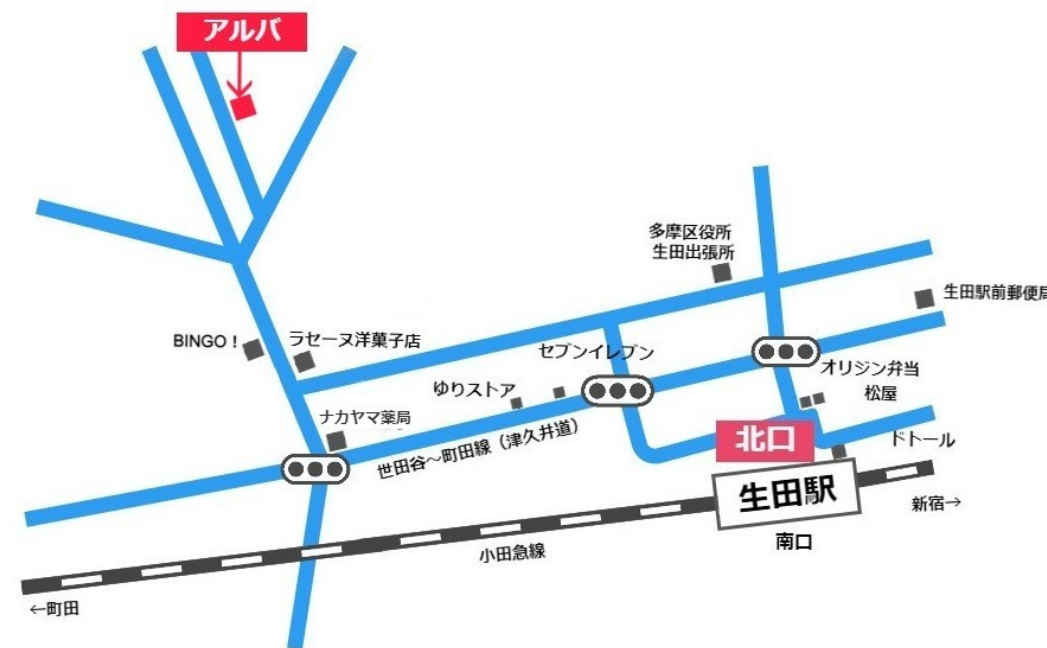 アルバ
多摩区役所
生田出張所
生田駅前郵便局
BINGO！
ラセーヌ洋菓子店
セブンイレブン
オリジン弁当
松屋
ゆりストア
ナカヤマ薬局
世田谷～町田線（津久井道）
北口
ドトール
生田駅
新宿→
南口
小田急線
←町田